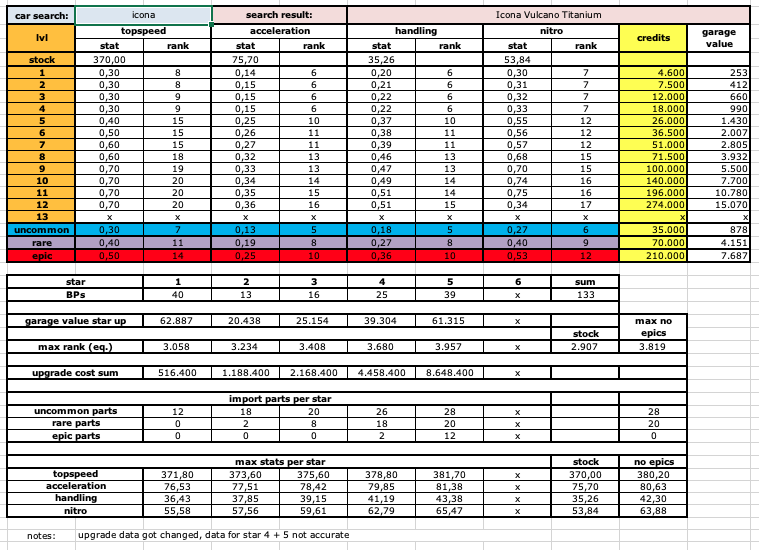 car search: icona search result: Icona Vulcano Titanium
lvl topspeed acceleration handling nitro credits garage value
stat rank stat rank stat rank stat rank
stock 370,00 75,70 35,26 53,84
1 0,30 8 0,14 6 0,20 6 0,30 7 4.600 253
2 0,30 8 0,15 6 0,21 6 0,31 7 7.500 412
3 0,30 9 0,15 6 0,22 6 0,32 7 12.000 660
4 0,30 9 0,15 6 0,22 6 0,33 7 18.000 990
5 0,40 15 0,25 10 0,37 10 0,55 12 26.000 1.430
6 0,50 15 0,26 11 0,38 11 0,56 12 36.500 2.007
7 0,60 15 0,27 11 0,39 11 0,57 12 51.000 2.805
8 0,60 18 0,32 13 0,46 13 0,68 15 71.500 3.932
9 0,70 19 0,33 13 0,47 13 0,70 15 100.000 5.500
10 0,70 20 0,34 14 0,49 14 0,74 16 140.000 7.700
11 0,70 20 0,35 15 0,51 14 0,75 16 196.000 10.780
12 0,70 20 0,36 16 0,51 15 0,34 17 274.000 15.070
13 x x x x x x x x x x
uncommon 0,30 7 0,13 5 0,18 5 0,27 6 35.000 878
rare 0,40 11 0,19 8 0,27 8 0,40 9 70.000 4.151
epic 0,50 14 0,25 10 0,36 10 0,53 12 210.000 7.687
star 1 2 3 4 5 6 sum
BPs 40 13 16 25 39 x 133
garage value star up 62.887 20.438 25.154 39.304 61.315 x max no epics
stock
max rank (eq.) 3.058 3.234 3.408 3.680 3.957 x 2.907 3.819
upgrade cost sum 516.400 1.188.400 2.168.400 4.458.400 8.648.400 x
import parts per star
uncommon parts 12 18 20 26 28 x 28
rare parts 0 2 8 18 20 x 20
epic parts 0 0 0 2 12 x 0
max stats per star stock no epics
topspeed 371,80 373,60 375,60 378,80 381,70 x 370,00 380,20
acceleration 76,53 77,51 78,42 79,85 81,38 x 75,70 80,63
handling 36,43 37,85 39,15 41,19 43,38 x 35,26 42,30
nitro 55,58 57,56 59,61 62,79 65,47 x 53,84 63,88
notes: upgrade data got changed, data for star 4 + 5 not accurate